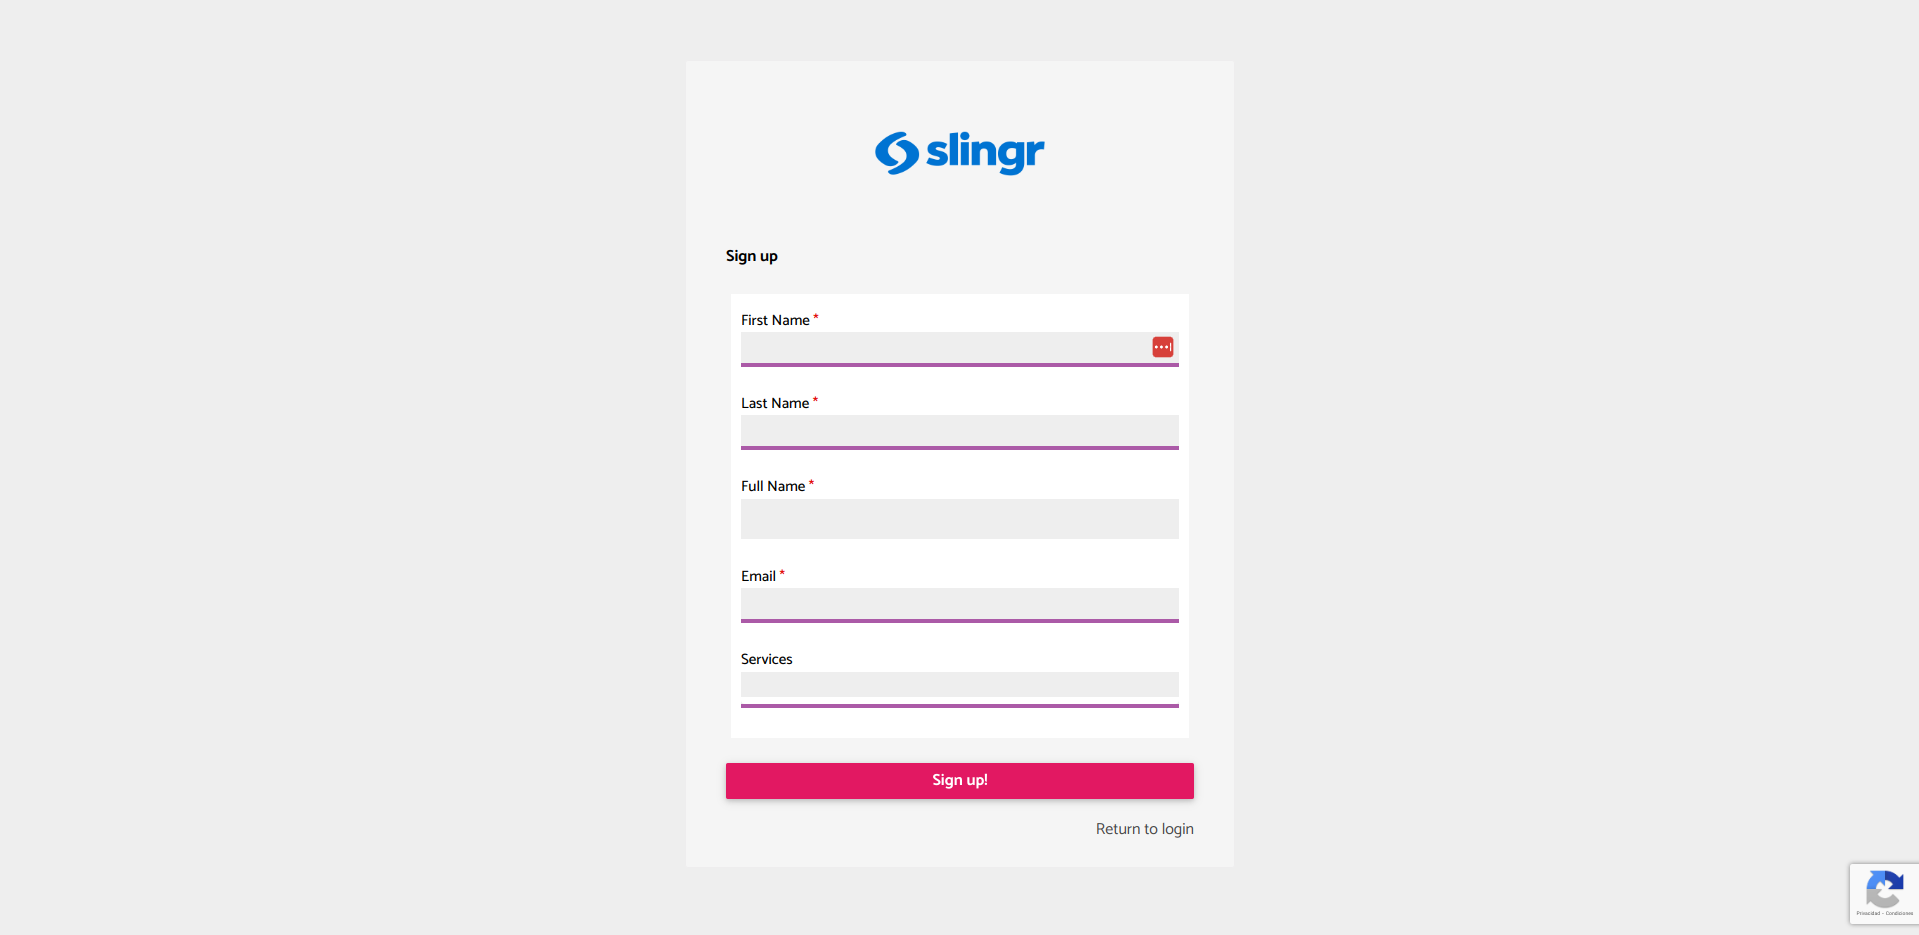 slingr
Sign up
First Name *
Last Name *
Full Name *
Email *
Services
Sign up!
Return to login
Privacidad - Condiciones